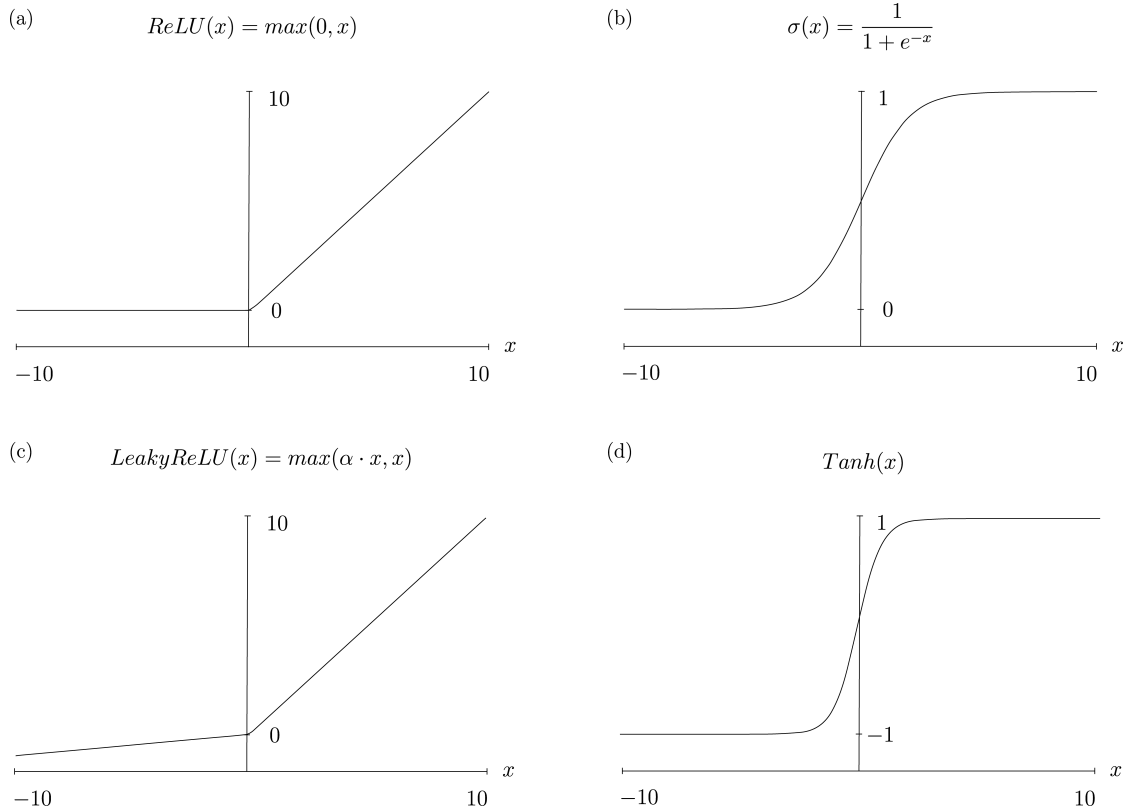 (a)
ReLU(x) = max(0, x)
10
0
x
−10
10
(b)
σ(x) = 1 / (1 + e^{−x})
1
0
x
−10
10
(c)
LeakyReLU(x) = max(α · x, x)
10
0
x
−10
10
(d)
Tanh(x)
1
−1
x
−10
10